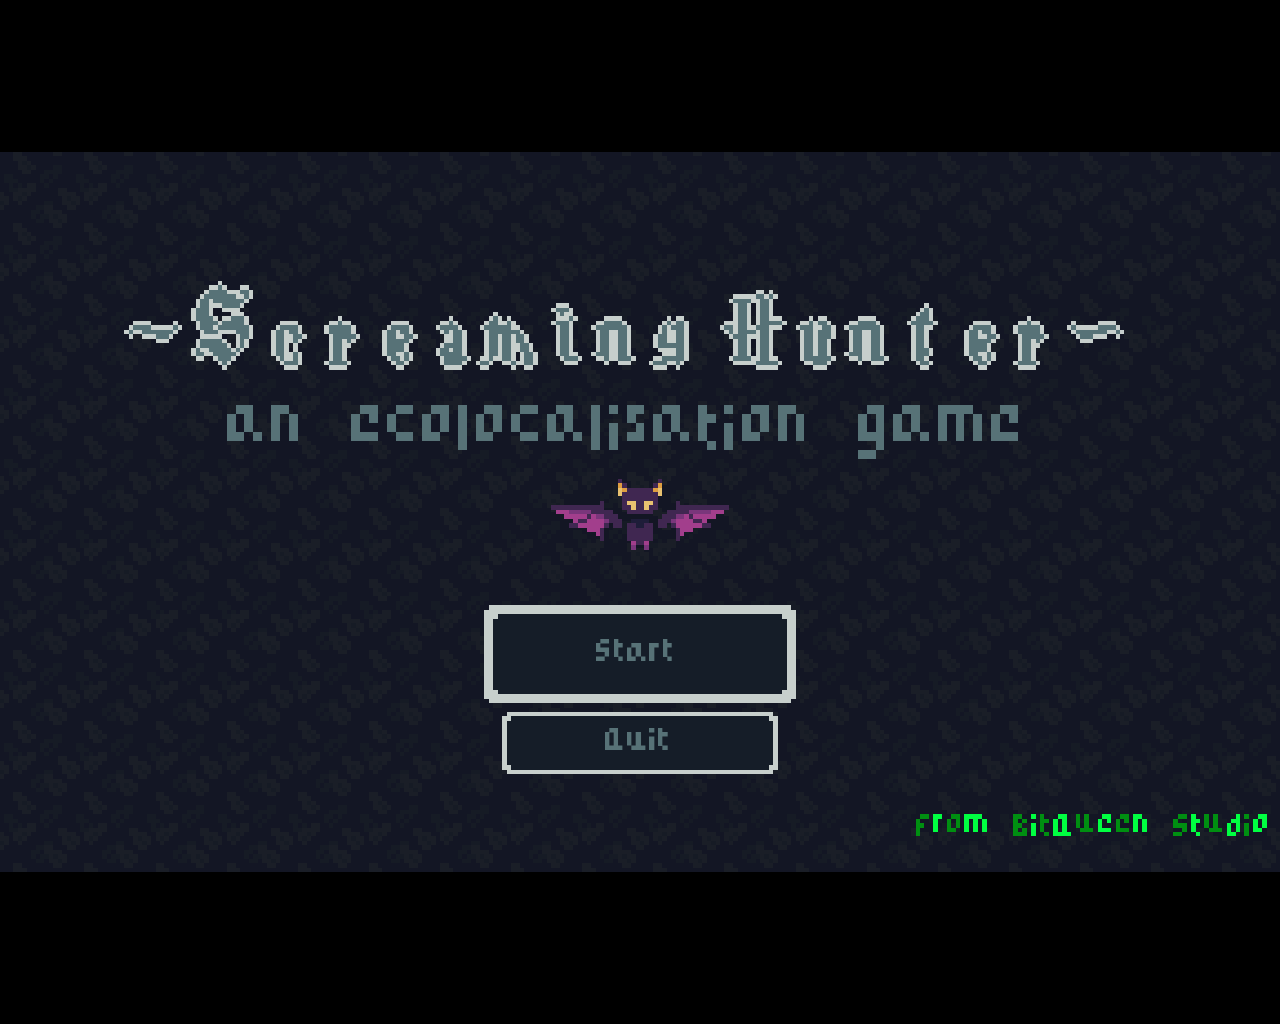 ~Screaming Hunter~
an ecolocalisation game
Start
Quit
from BitQueen Studio